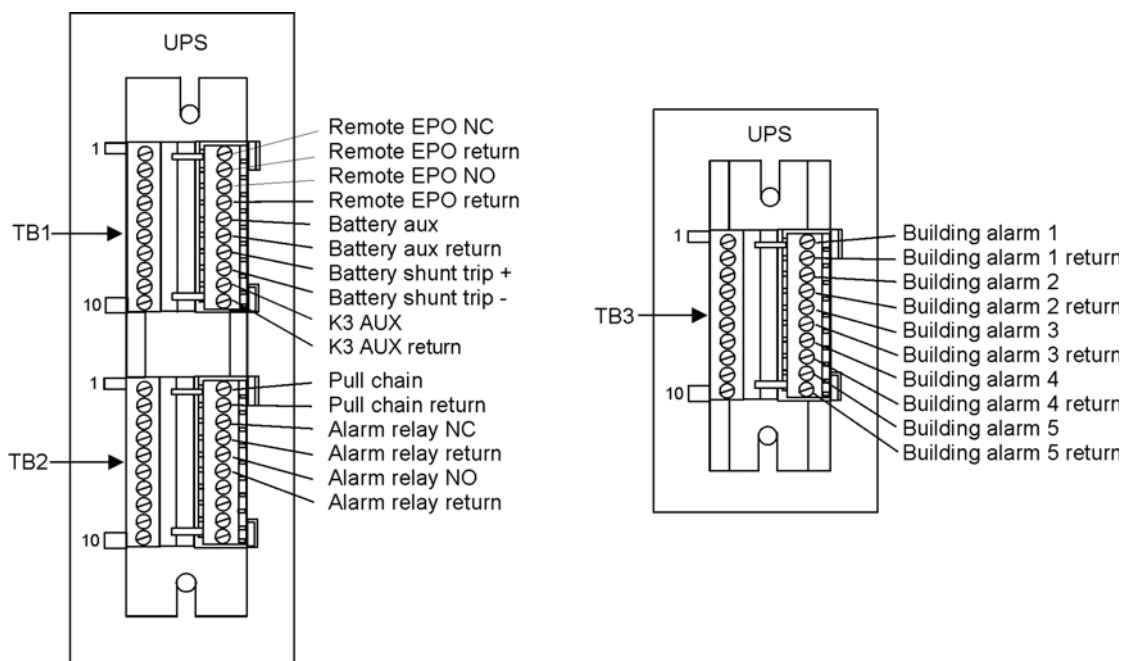 UPS
1
TB1
10
Remote EPO NC
Remote EPO return
Remote EPO NO
Remote EPO return
Battery aux
Battery aux return
Battery shunt trip +
Battery shunt trip -
K3 AUX
K3 AUX return
1
TB2
10
Pull chain
Pull chain return
Alarm relay NC
Alarm relay return
Alarm relay NO
Alarm relay return
UPS
1
TB3
10
Building alarm 1
Building alarm 1 return
Building alarm 2
Building alarm 2 return
Building alarm 3
Building alarm 3 return
Building alarm 4
Building alarm 4 return
Building alarm 5
Building alarm 5 return